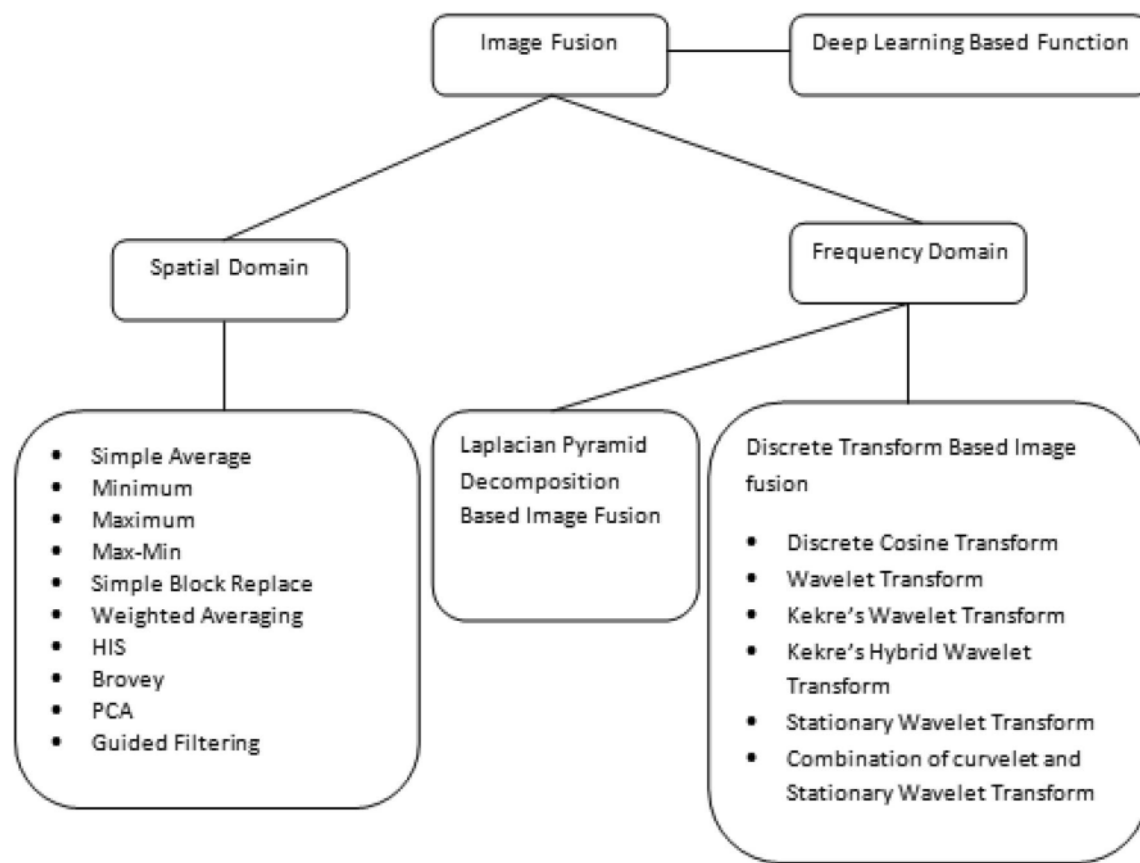 Image Fusion
Deep Learning Based Function
Spatial Domain
Frequency Domain
• Simple Average
• Minimum
• Maximum
• Max-Min
• Simple Block Replace
• Weighted Averaging
• HIS
• Brovey
• PCA
• Guided Filtering
Laplacian Pyramid
Decomposition
Based Image Fusion
Discrete Transform Based Image
fusion
• Discrete Cosine Transform
• Wavelet Transform
• Kekre's Wavelet Transform
• Kekre's Hybrid Wavelet
Transform
• Stationary Wavelet Transform
• Combination of curvelet and
Stationary Wavelet Transform